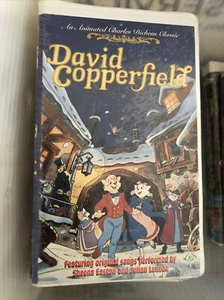 An Animated Charles Dickens Classic
David
Copperfield
Featuring original songs performed by
Sheena Easton and Julian Lennon